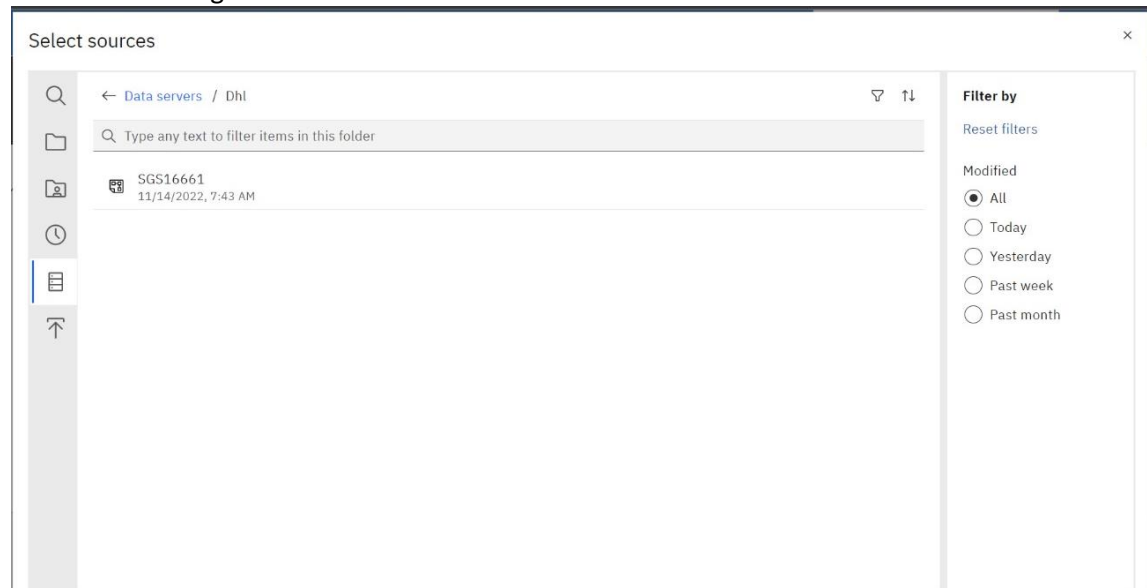 Select sources
← Data servers / Dhl
Type any text to filter items in this folder
SGS16661
11/14/2022, 7:43 AM
Filter by
Reset filters
Modified
All
Today
Yesterday
Past week
Past month